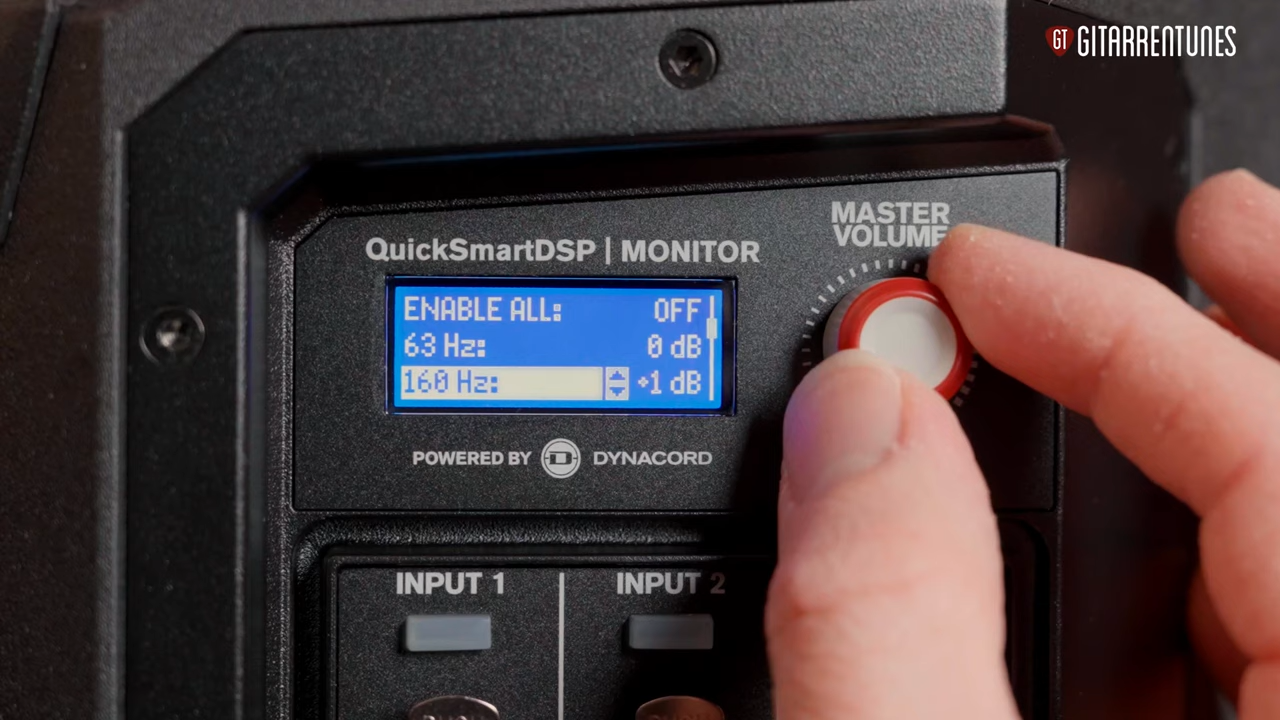 GT GITARRENTUNES
MASTER
VOLUME
QuickSmartDSP | MONITOR
ENABLE ALL: OFF
63 Hz: 0 dB
160 Hz: +1 dB
POWERED BY D DYNACORD
INPUT 1
INPUT 2